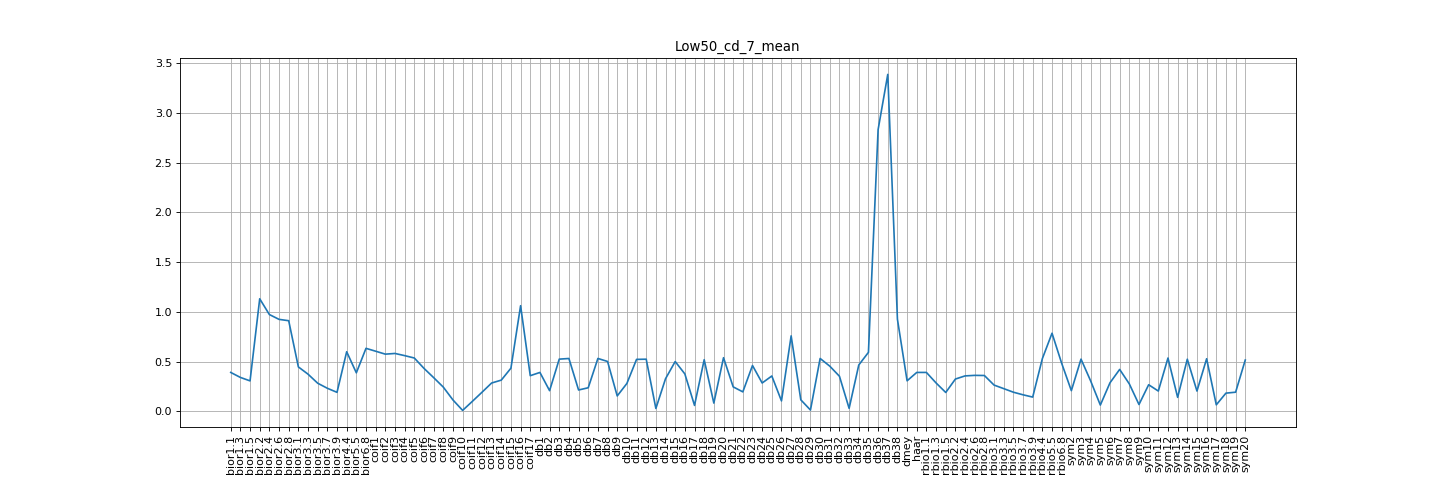 Low50_cd_7_mean
3.5
3.0
2.5
2.0
1.5
1.0
0.5
0.0
bior1.1
bior1.3
bior1.5
bior2.2
bior2.4
bior2.6
bior2.8
bior3.1
bior3.3
bior3.5
bior3.7
bior3.9
bior4.4
bior5.5
bior6.8
coif1
coif2
coif3
coif4
coif5
coif6
coif7
coif8
coif9
coif10
coif11
coif12
coif13
coif14
coif15
coif16
coif17
db1
db2
db3
db4
db5
db6
db7
db8
db9
db10
db11
db12
db13
db14
db15
db16
db17
db18
db19
db20
db21
db22
db23
db24
db25
db26
db27
db28
db29
db30
db31
db32
db33
db34
db35
db36
db37
db38
dmey
haar
rbio1.1
rbio1.3
rbio1.5
rbio2.2
rbio2.4
rbio2.6
rbio2.8
rbio3.1
rbio3.3
rbio3.5
rbio3.7
rbio3.9
rbio4.4
rbio5.5
rbio6.8
sym2
sym3
sym4
sym5
sym6
sym7
sym8
sym9
sym10
sym11
sym12
sym13
sym14
sym15
sym16
sym17
sym18
sym19
sym20